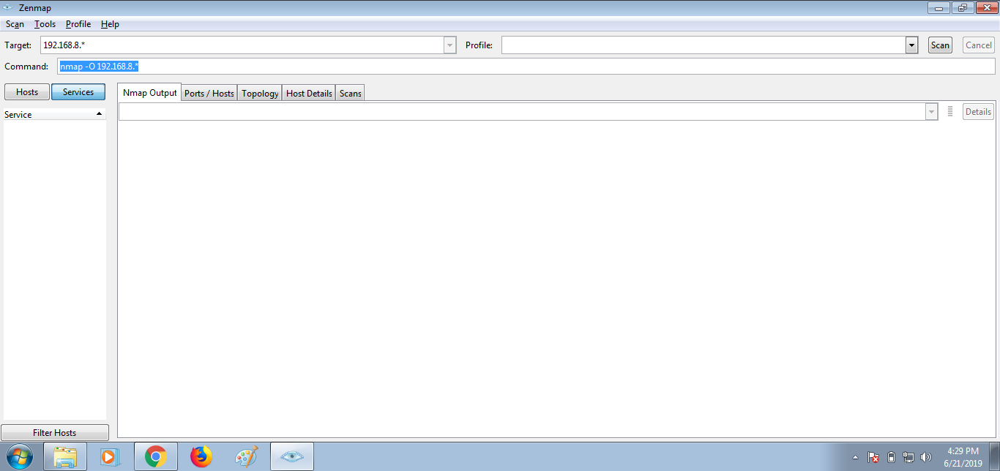 Zenmap
Scan Tools Profile Help
Target: 192.168.8.* Profile: Scan Cancel
Command: nmap -O 192.168.8.*
Hosts Services Nmap Output Ports / Hosts Topology Host Details Scans
Service
Details
Filter Hosts
4:29 PM
6/21/2019